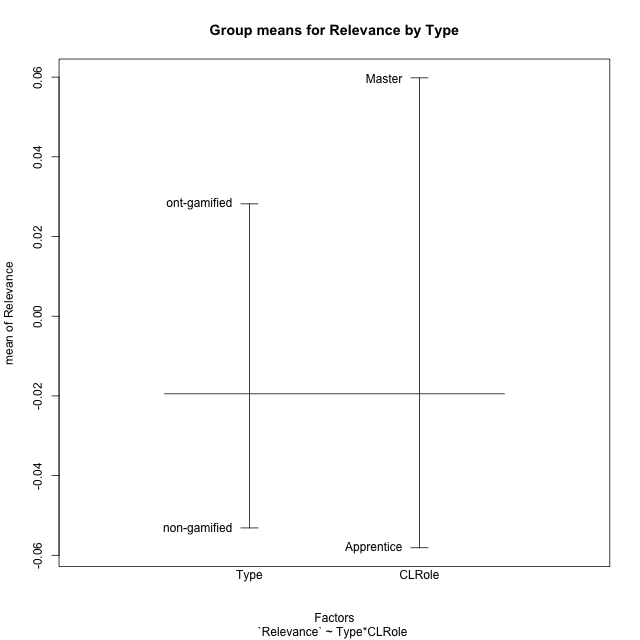 Group means for Relevance by Type
mean of Relevance
0.06
0.04
0.02
0.00
-0.02
-0.04
-0.06
Master
ont-gamified
non-gamified
Apprentice
Type
CLRole
Factors
`Relevance` ~ Type*CLRole